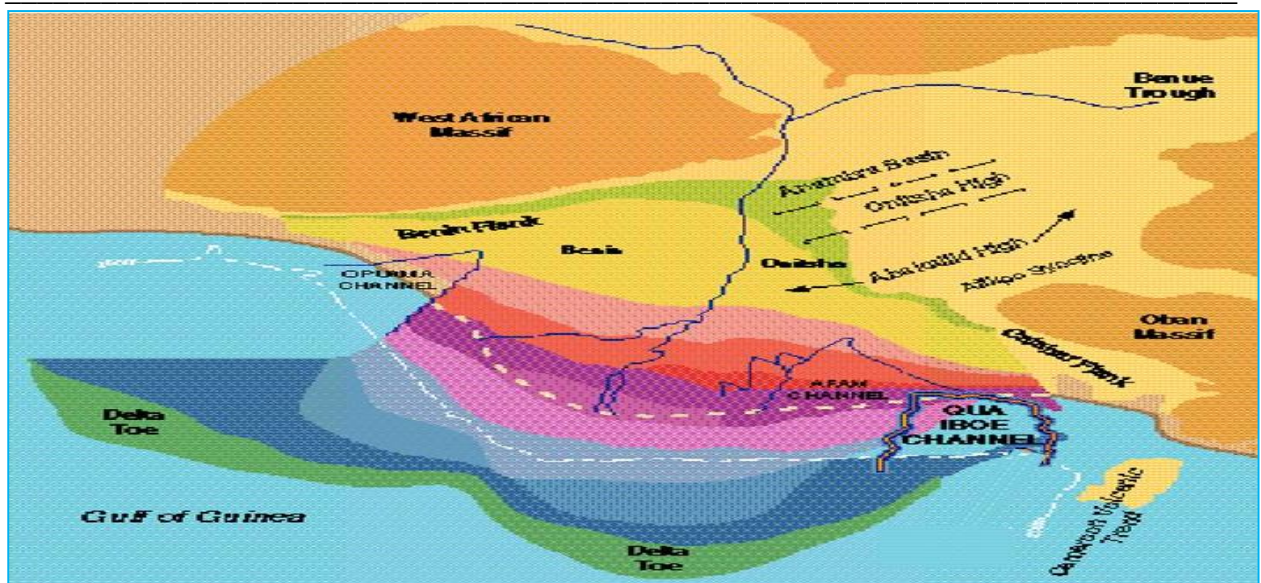 Benue
Trough
West African
Massif
Anambra Basin
Onitsha High
Benin Flank
Benin
Onitsha
Abakaliki High
Afikpo Syncline
OPUAMA
CHANNEL
Oban
Massif
Calabar Flank
AFAM
CHANNEL
QUA
IBOE
CHANNEL
Delta
Toe
Gulf of Guinea
Cameroon Volcanic
Trend
Delta
Toe